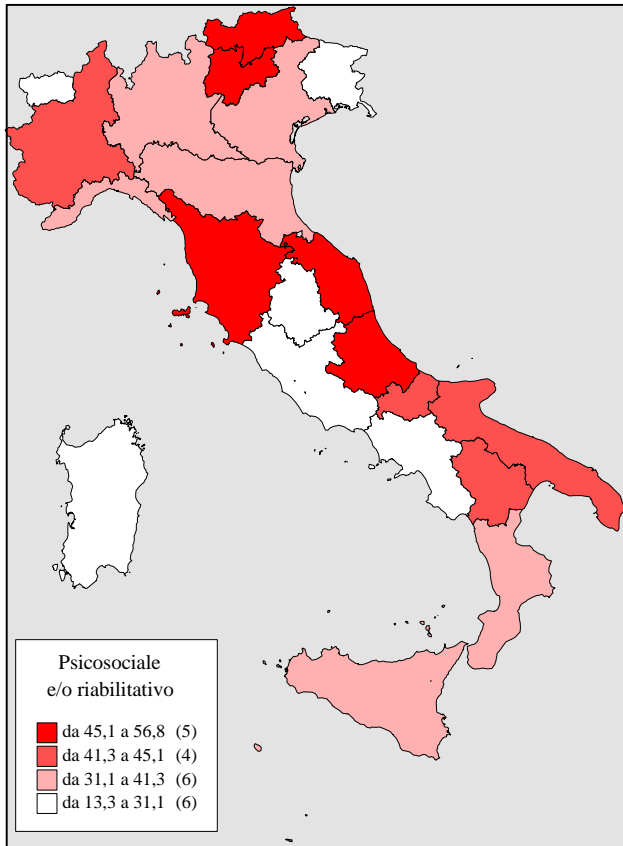 Psicosociale
e/o riabilitativo
da 45,1 a 56,8 (5)
da 41,3 a 45,1 (4)
da 31,1 a 41,3 (6)
da 13,3 a 31,1 (6)